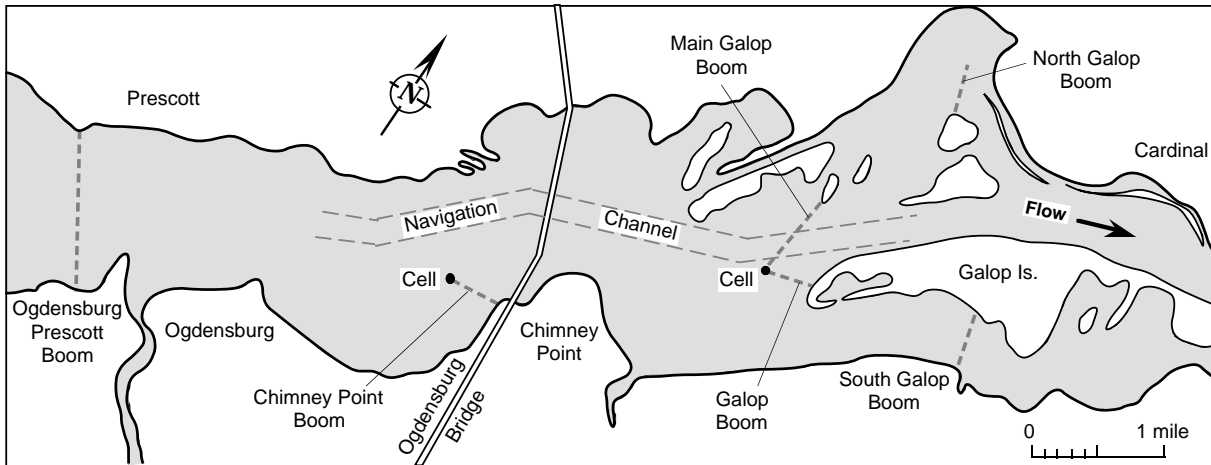 Prescott
N
Main Galop
Boom
North Galop
Boom
Cardinal
Navigation
Channel
Flow
Cell
Cell
Galop Is.
Ogdensburg
Prescott
Boom
Ogdensburg
Chimney Point
Boom
Ogdensburg
Bridge
Chimney
Point
Galop
Boom
South Galop
Boom
0 1 mile